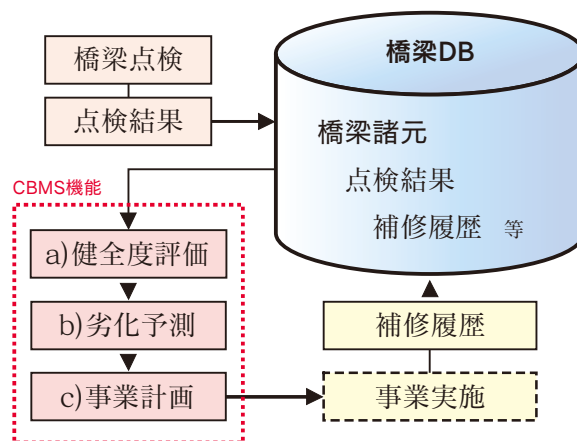 橋梁点検
点検結果
橋梁DB
橋梁諸元
点検結果
補修履歴 等
CBMS機能
a)健全度評価
b)劣化予測
c)事業計画
補修履歴
事業実施